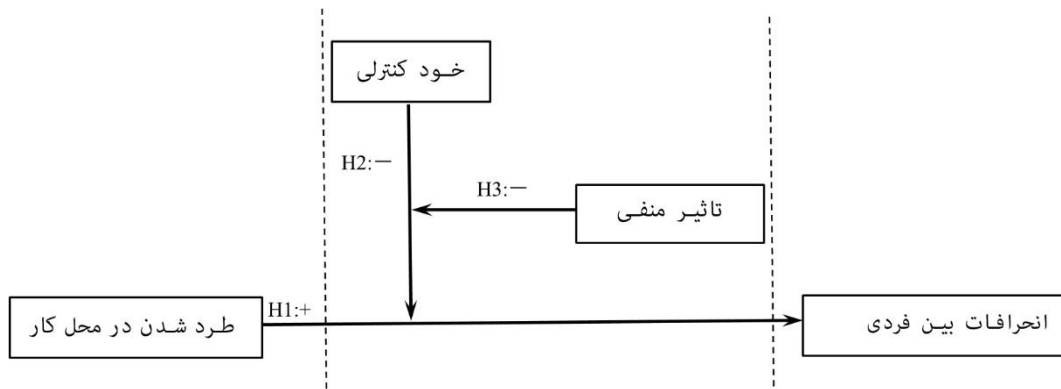 خود کنترلی
H2:—
H3:—
تاثیر منفی
H1:+
طرد شدن در محل کار
انحرافات بین فردی